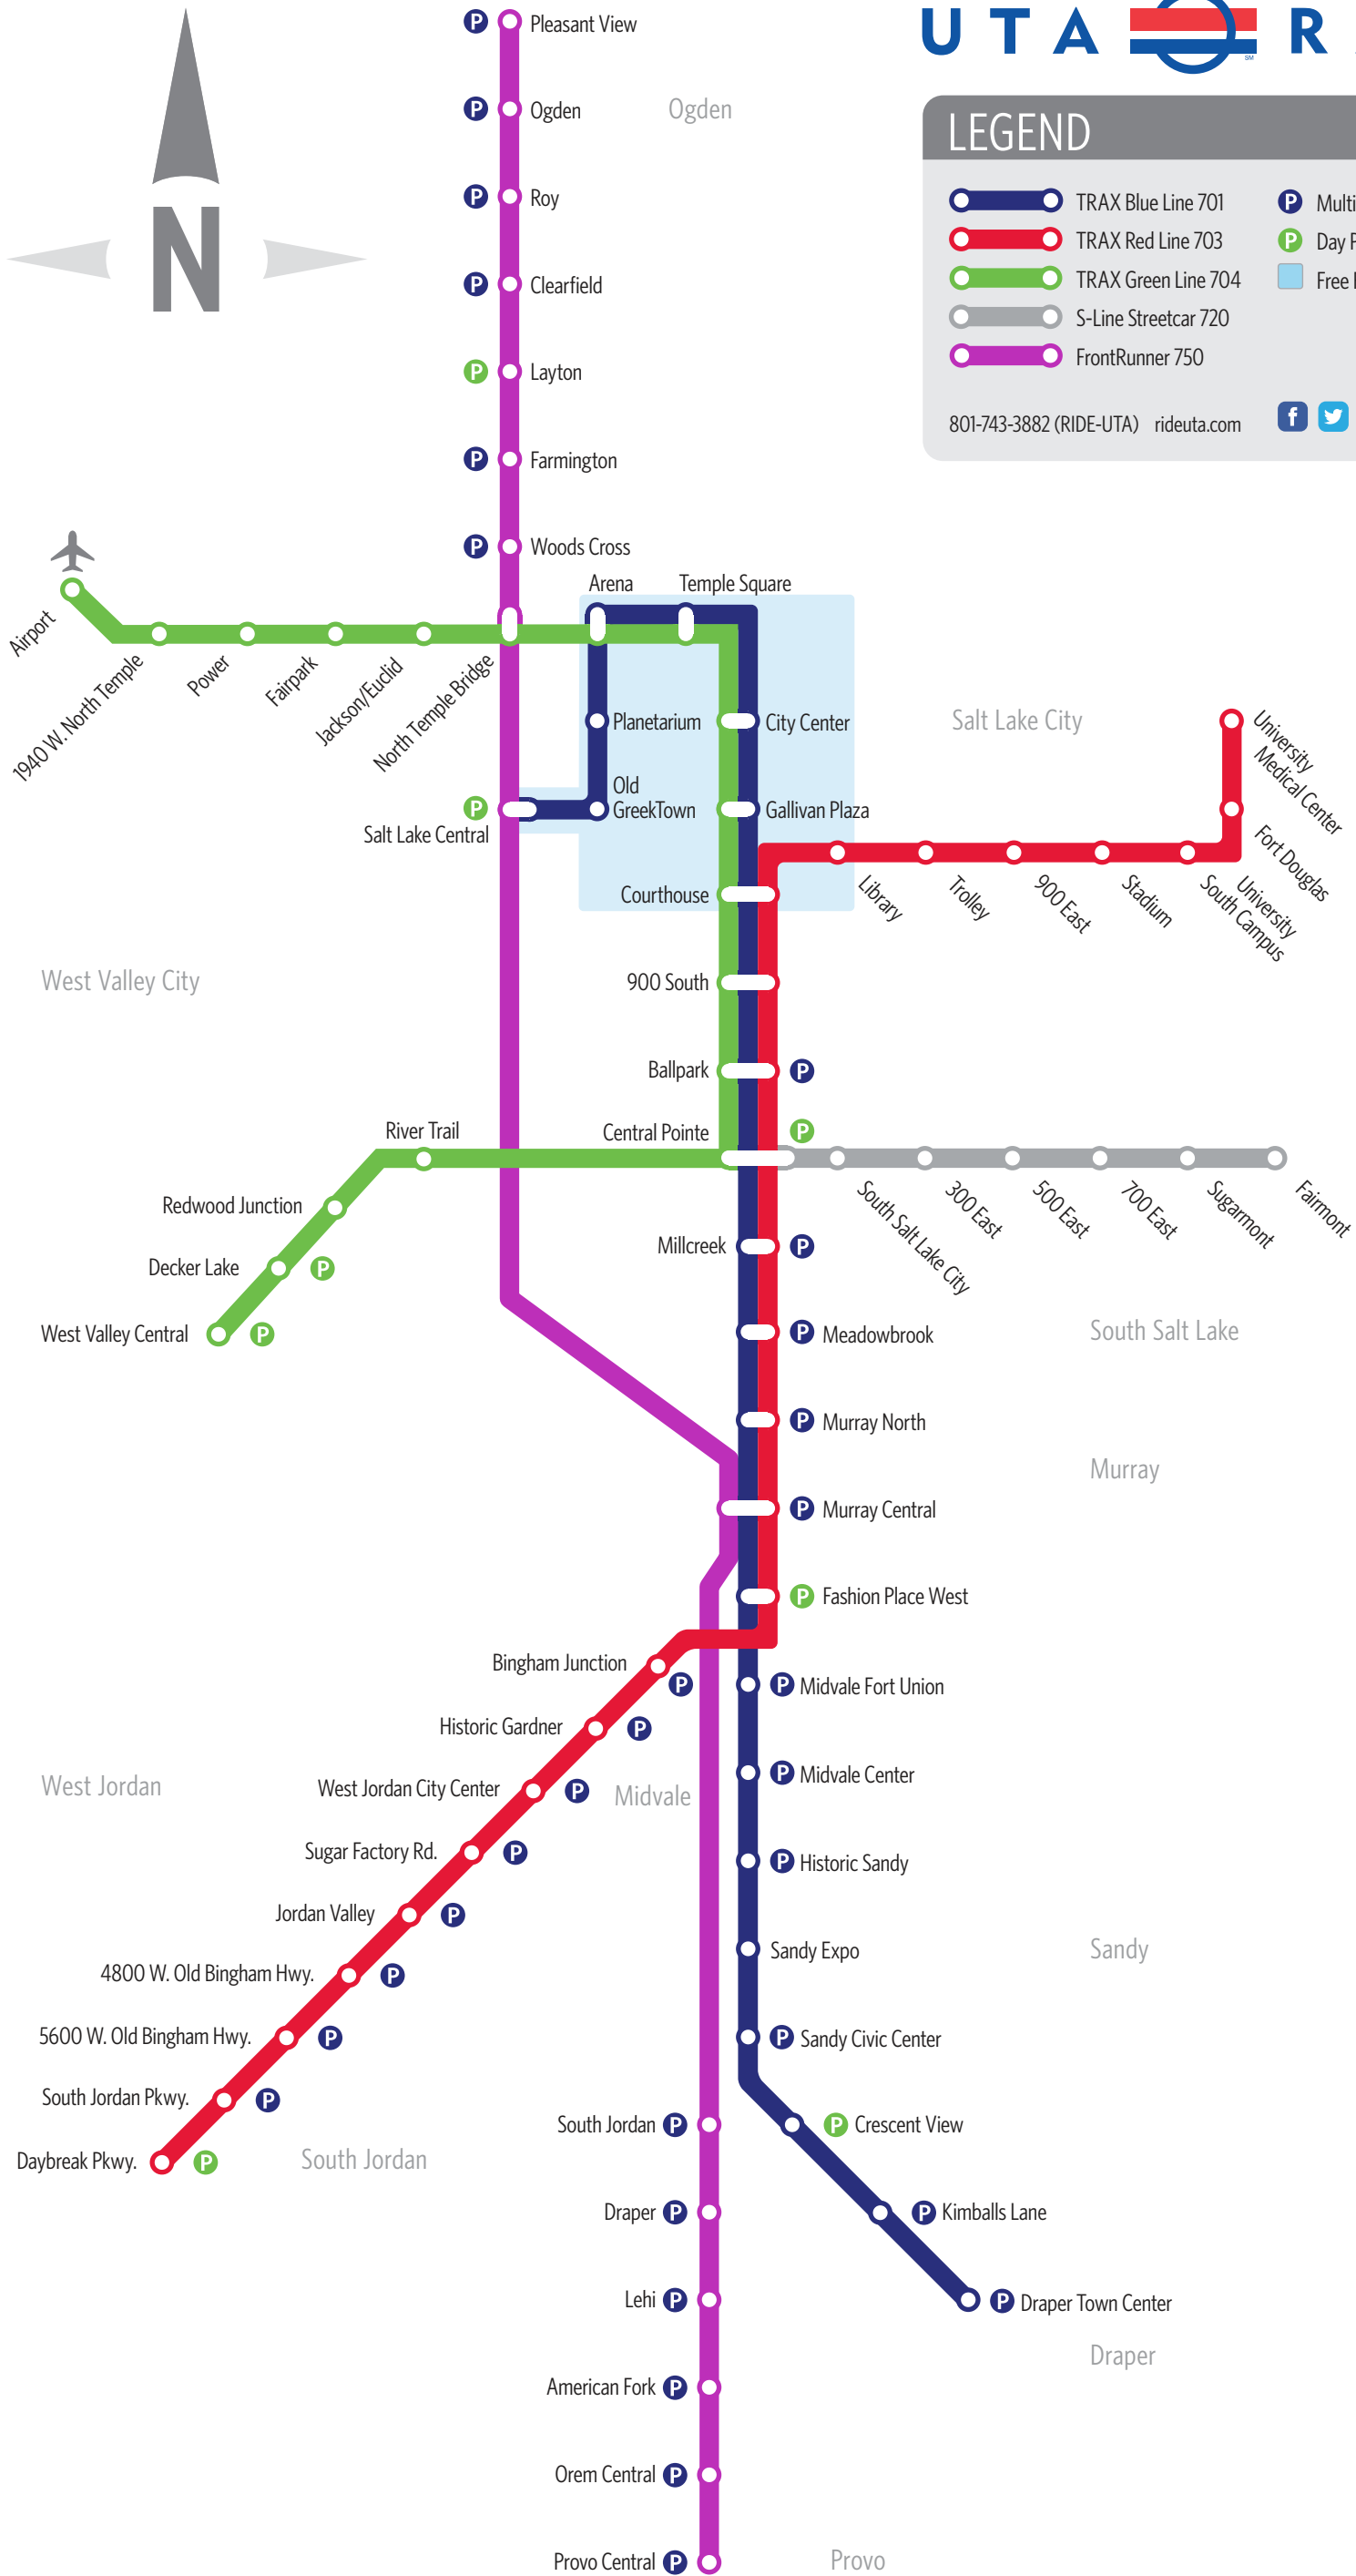 Pleasant View
UTA R
SM
Ogden
Ogden
LEGEND
TRAX Blue Line 701
P Multi
TRAX Red Line 703
P Day P
TRAX Green Line 704
Free
S-Line Streetcar 720
FrontRunner 750
801-743-3882 (RIDE-UTA) rideuta.com
N
P Roy
P Clearfield
P Layton
P Farmington
P Woods Cross
Arena
Temple Square
Airport
1940 W. North Temple
Power
Fairpark
Jackson/Euclid
North Temple Bridge
Planetarium
City Center
Old
GreekTown
Gallivan Plaza
P
Salt Lake Central
Courthouse
Salt Lake City
University
Medical Center
Fort Douglas
University
South Campus
Stadium
900 East
Trolley
Library
West Valley City
900 South
Ballpark P
Central Pointe P
River Trail
Redwood Junction
Decker Lake P
West Valley Central P
South Salt Lake City
300 East
500 East
700 East
Sugarmont
Fairmont
Millcreek P
P Meadowbrook
South Salt Lake
P Murray North
Murray
P Murray Central
P Fashion Place West
Bingham Junction P
P Midvale Fort Union
Historic Gardner P
P Midvale Center
West Jordan
West Jordan City Center P
Midvale
Sugar Factory Rd. P
P Historic Sandy
Jordan Valley P
Sandy Expo
Sandy
4800 W. Old Bingham Hwy. P
5600 W. Old Bingham Hwy. P
P Sandy Civic Center
South Jordan Pkwy. P
Daybreak Pkwy. P
South Jordan
South Jordan P
P Crescent View
Draper P
P Kimballs Lane
Lehi P
P Draper Town Center
Draper
American Fork P
Orem Central P
Provo Central P
Provo